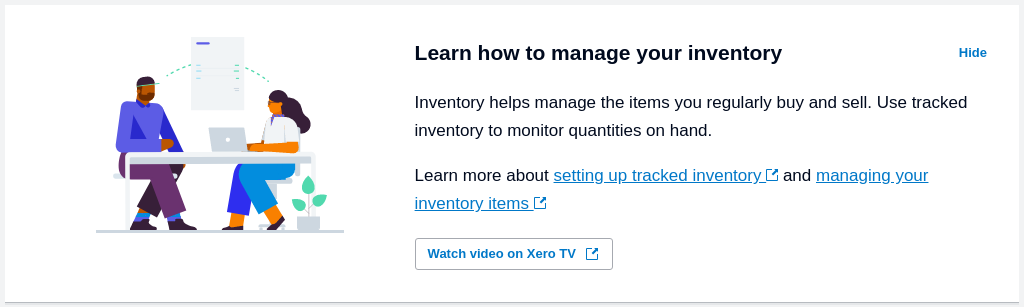 Learn how to manage your inventory
Hide
Inventory helps manage the items you regularly buy and sell. Use tracked
inventory to monitor quantities on hand.
Learn more about setting up tracked inventory and managing your
inventory items
Watch video on Xero TV